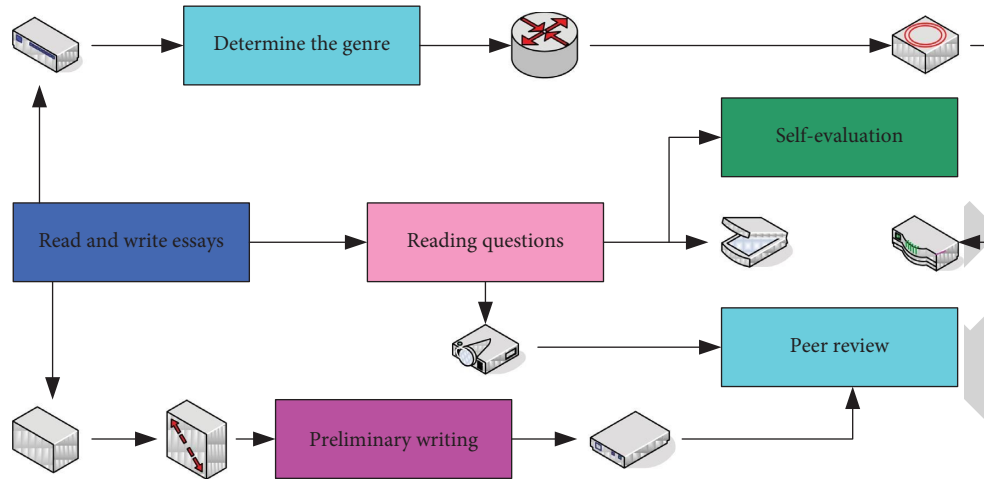 Determine the genre
Self-evaluation
Read and write essays
Reading questions
Peer review
Preliminary writing